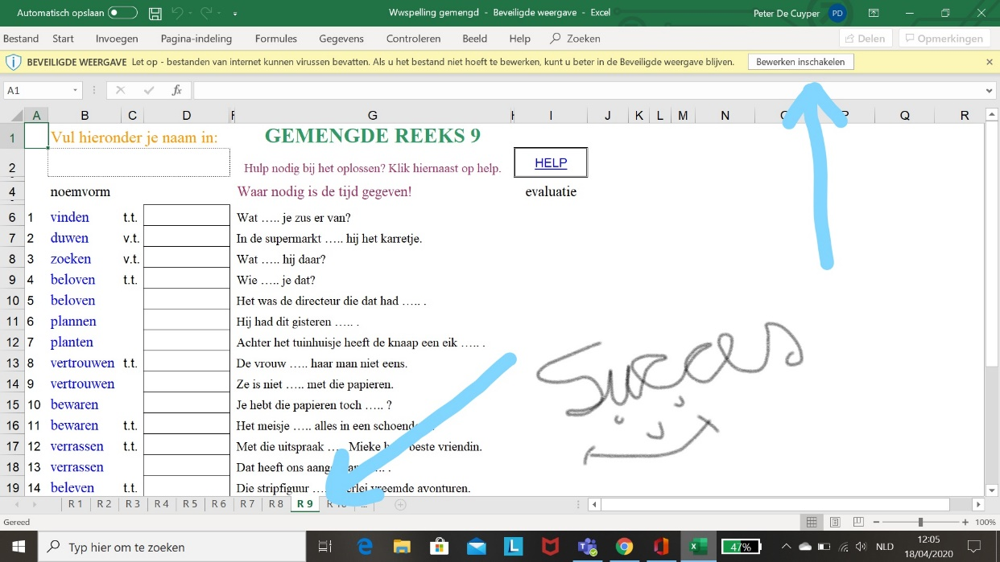 Automatisch opslaan
Wwspelling gemengd - Beveiligde weergave - Excel
Peter De Cuyper PD
Bestand Start Invoegen Pagina-indeling Formules Gegevens Controleren Beeld Help Zoeken Delen Opmerkingen
BEVEILIGDE WEERGAVE Let op - bestanden van internet kunnen virussen bevatten. Als u het bestand niet hoeft te bewerken, kunt u beter in de Beveiligde weergave blijven. Bewerken inschakelen
A1 fx
A B C D F G H I J K L M N P Q R
1 Vul hieronder je naam in: GEMENGDE REEKS 9
2 Hulp nodig bij het oplossen? Klik hiernaast op help. HELP
4 noemvorm Waar nodig is de tijd gegeven! evaluatie
6 1 vinden t.t. Wat ..... je zus er van?
7 2 duwen v.t. In de supermarkt ..... hij het karretje.
8 3 zoeken v.t. Wat ..... hij daar?
9 4 beloven t.t. Wie ..... je dat?
10 5 beloven Het was de directeur die dat had ..... .
11 6 plannen Hij had dit gisteren ..... .
12 7 planten Achter het tuinhuisje heeft de knaap een eik ..... .
13 8 vertrouwen t.t. De vrouw ..... haar man niet eens.
14 9 vertrouwen Ze is niet ..... met die papieren.
15 10 bewaren Je hebt die papieren toch ..... ?
16 11 bewaren t.t. Het meisje ..... alles in een
17 12 verrassen t.t. Met die uitspraak Mieke beste vriendin.
18 13 verrassen Dat heeft ons
19 14 beleven t.t. Die stripfiguur ..... vreemde avonturen.
Succes
R 1 R 2 R 3 R 4 R 5 R 6 R 7 R 8 R 9 ...
Gereed 100%
Typ hier om te zoeken
47%
NLD
12:05
18/04/2020